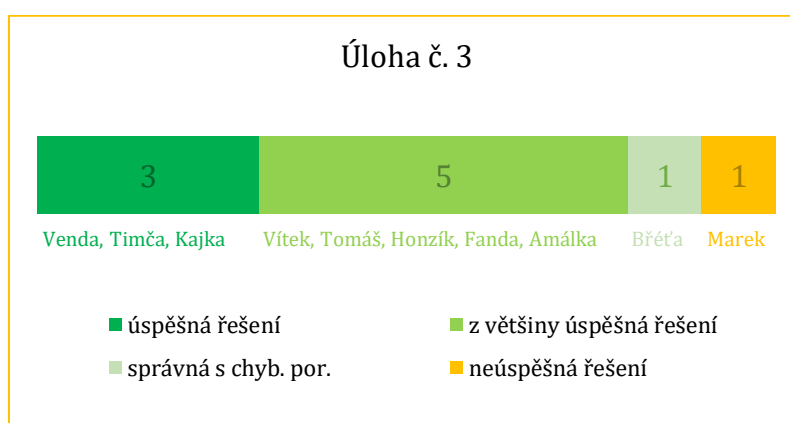 Úloha č. 3
3 5 1 1
Venda, Timča, Kajka Vítek, Tomáš, Honzík, Fanda, Amálka Břéťa Marek
úspěšná řešení z většiny úspěšná řešení
správná s chyb. por. neúspěšná řešení